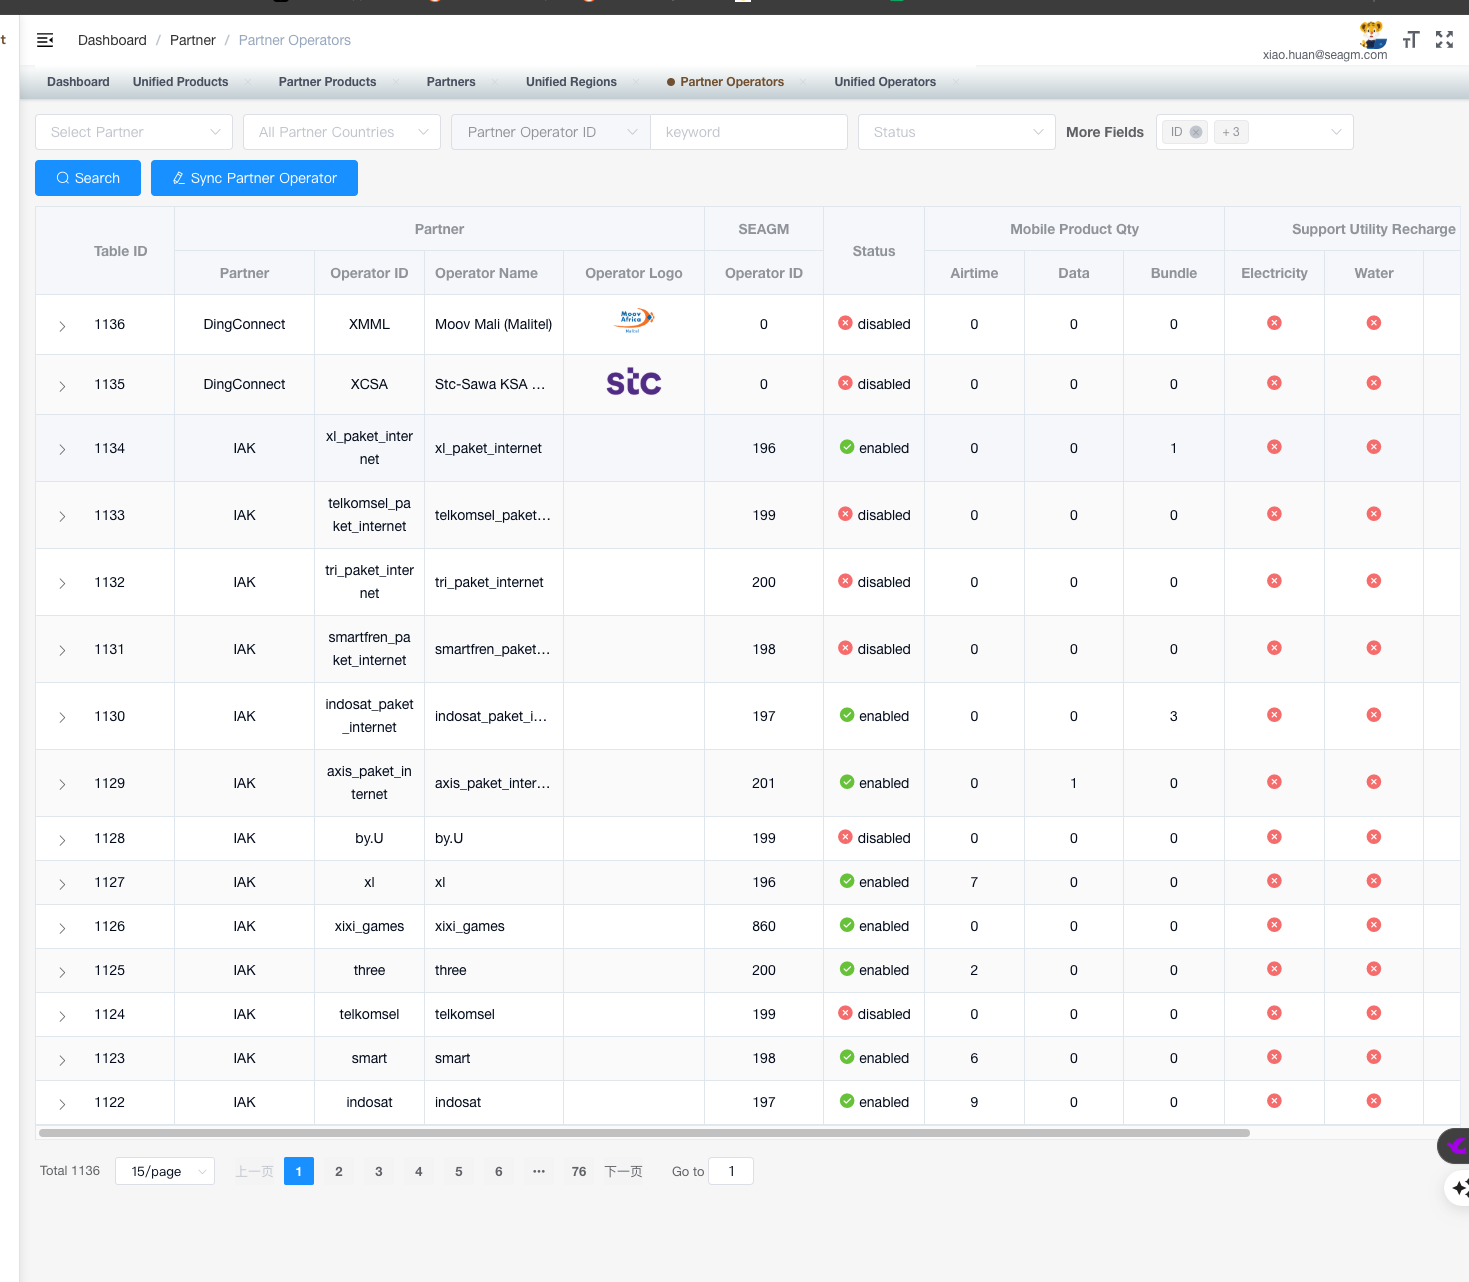 t
Dashboard / Partner / Partner Operators
xiao.huan@seagm.com
Dashboard Unified Products Partner Products Partners Unified Regions Partner Operators Unified Operators
Select Partner All Partner Countries Partner Operator ID keyword Status More Fields ID + 3
Search Sync Partner Operator
Table ID Partner SEAGM Status Mobile Product Qty Support Utility Recharge
Partner Operator ID Operator Name Operator Logo Operator ID Airtime Data Bundle Electricity Water
1136 DingConnect XMML Moov Mali (Malitel) Moov Africa Malitel 0 disabled 0 0 0
1135 DingConnect XCSA Stc-Sawa KSA ... stc 0 disabled 0 0 0
1134 IAK xl_paket_internet xl_paket_internet 196 enabled 0 0 1
1133 IAK telkomsel_paket_internet telkomsel_paket... 199 disabled 0 0 0
1132 IAK tri_paket_internet tri_paket_internet 200 disabled 0 0 0
1131 IAK smartfren_paket_internet smartfren_paket... 198 disabled 0 0 0
1130 IAK indosat_paket_internet indosat_paket_i... 197 enabled 0 0 3
1129 IAK axis_paket_internet axis_paket_inter... 201 enabled 0 1 0
1128 IAK by.U by.U 199 disabled 0 0 0
1127 IAK xl xl 196 enabled 7 0 0
1126 IAK xixi_games xixi_games 860 enabled 0 0 0
1125 IAK three three 200 enabled 2 0 0
1124 IAK telkomsel telkomsel 199 disabled 0 0 0
1123 IAK smart smart 198 enabled 6 0 0
1122 IAK indosat indosat 197 enabled 9 0 0
Total 1136 15/page 上一页 1 2 3 4 5 6 ••• 76 下一页 Go to 1